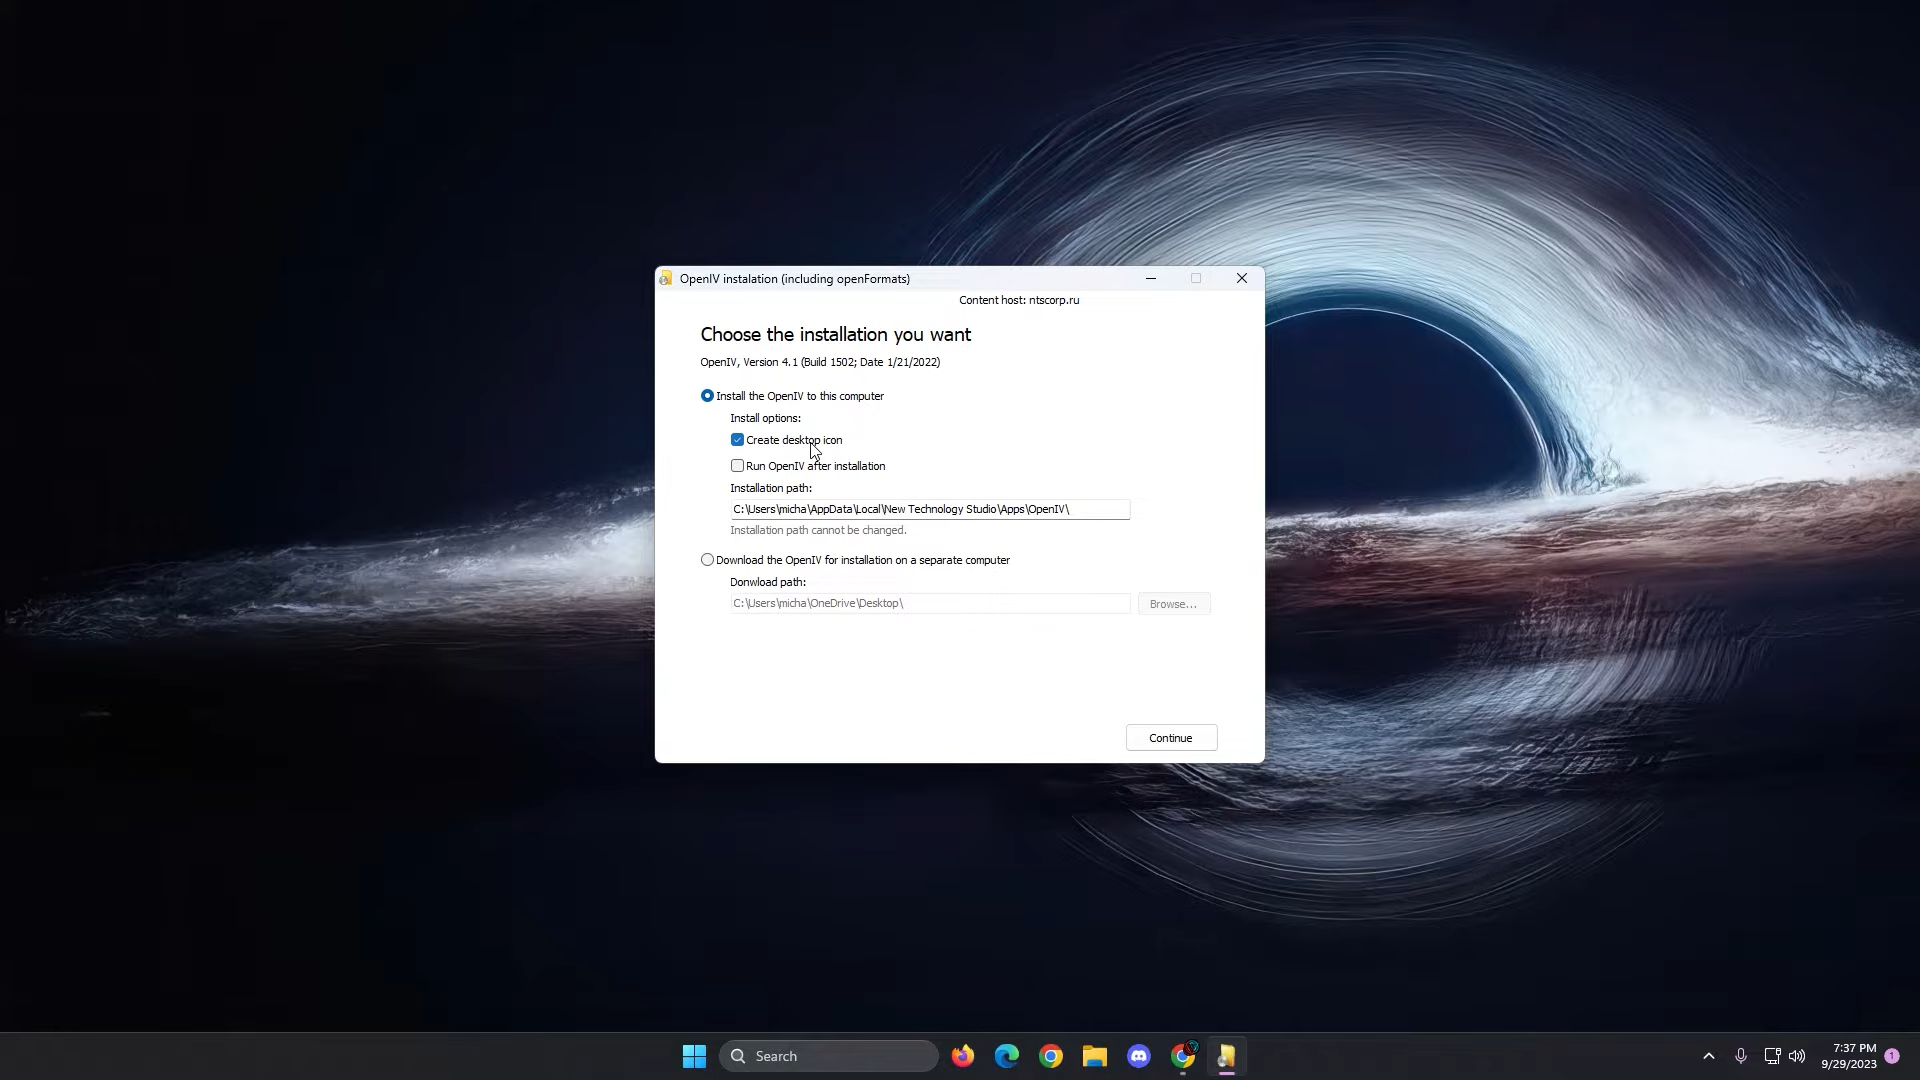 OpenIV instalation (including openFormats)
Content host: ntscorp.ru
Choose the installation you want
OpenIV, Version 4.1 (Build 1502; Date 1/21/2022)
Install the OpenIV to this computer
Install options:
Create desktop icon
Run OpenIV after installation
Installation path:
C:\Users\micha\AppData\Local\New Technology Studio\Apps\OpenIV\
Installation path cannot be changed.
Download the OpenIV for installation on a separate computer
Donwload path:
C:\Users\micha\OneDrive\Desktop\
Browse...
Continue
Search
7:37 PM
9/29/2023
1